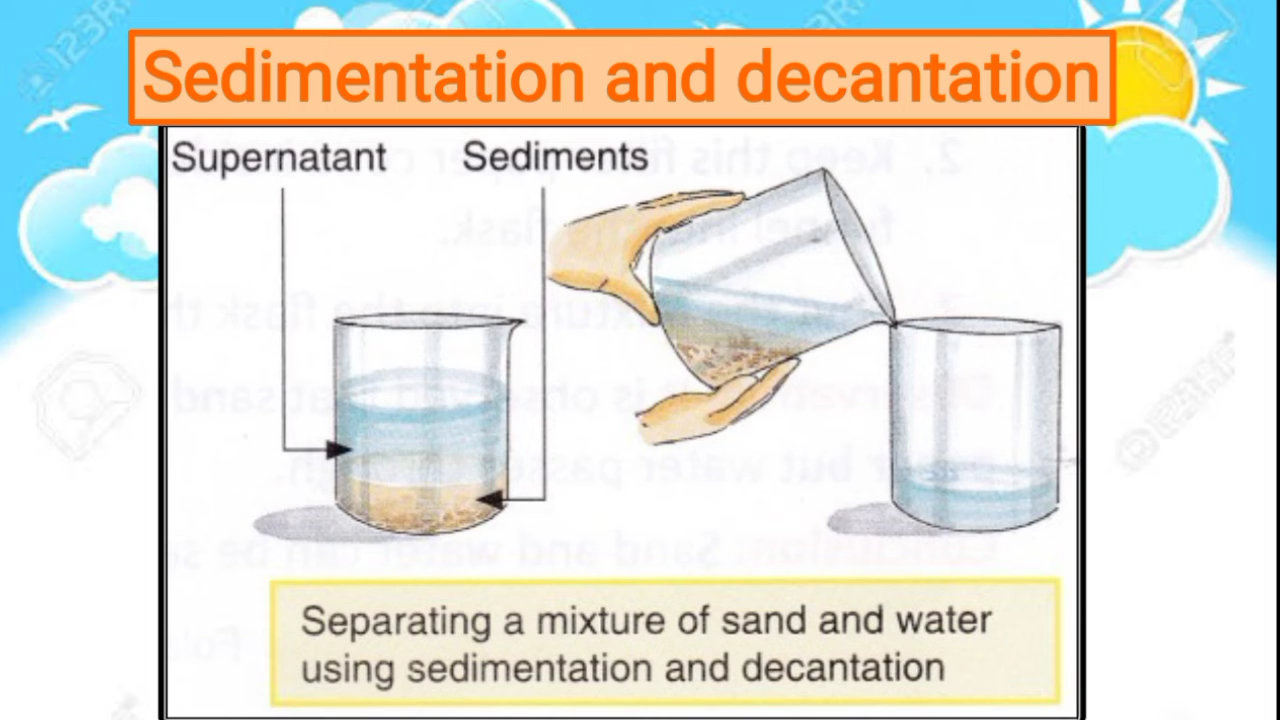 Sedimentation and decantation
Supernatant Sediments
Separating a mixture of sand and water
using sedimentation and decantation